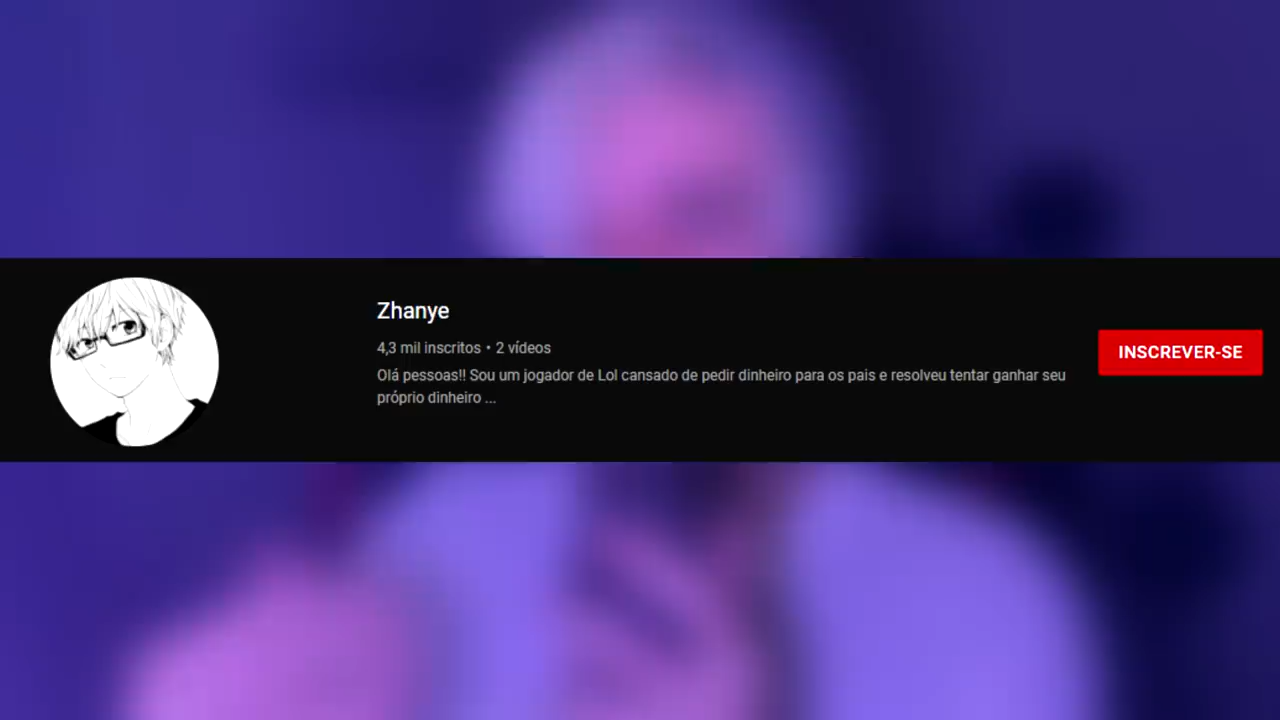 Zhanye
4,3 mil inscritos • 2 vídeos
Olá pessoas!! Sou um jogador de Lol cansado de pedir dinheiro para os pais e resolveu tentar ganhar seu
próprio dinheiro ...
INSCREVER-SE